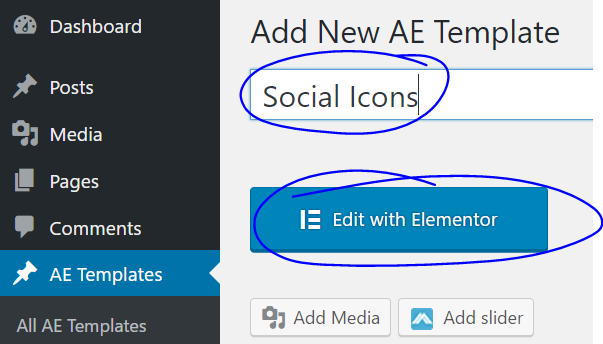 Dashboard
Posts
Media
Pages
Comments
AE Templates
All AE Templates
Add New AE Template
Social Icons
Edit with Elementor
Add Media
Add slider